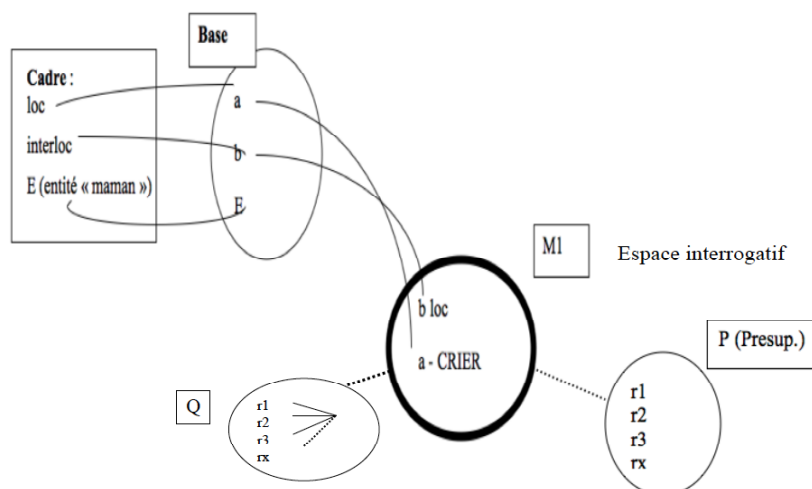 Base
Cadre :
loc
interloc
E (entité « maman »)
a
b
E
M1
Espace interrogatif
b loc
a - CRIER
P (Presup.)
r1
r2
r3
rx
Q
r1
r2
r3
rx